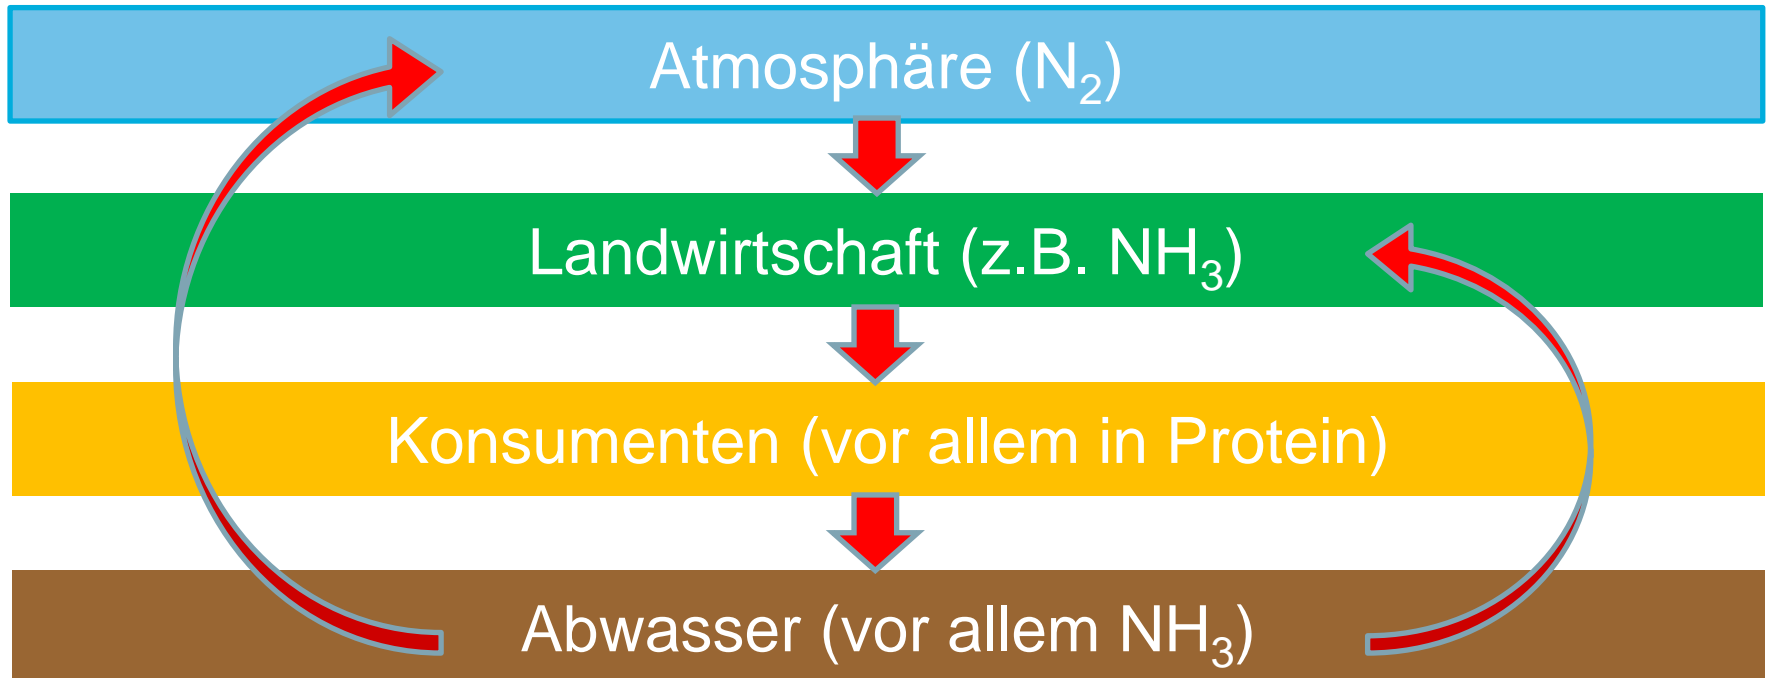 Atmosphäre (N₂)
Landwirtschaft (z.B. NH₃)
Konsumenten (vor allem in Protein)
Abwasser (vor allem NH₃)